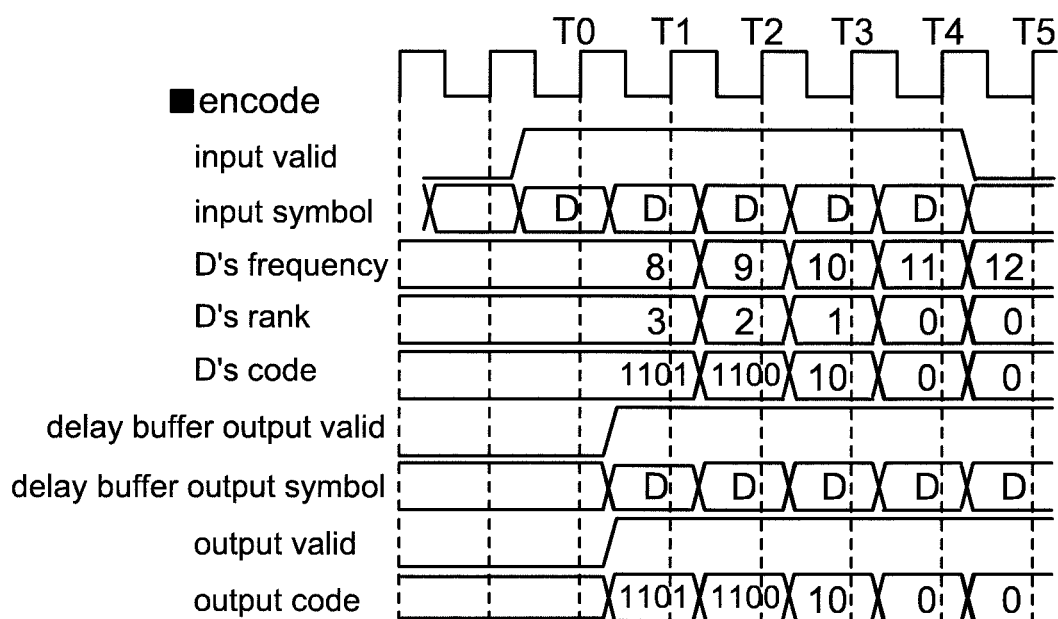 T0 T1 T2 T3 T4 T5
■encode
input valid
input symbol D D D D D
D's frequency 8 9 10 11 12
D's rank 3 2 1 0 0
D's code 1101 1100 10 0 0
delay buffer output valid
delay buffer output symbol D D D D D
output valid
output code 1101 1100 10 0 0